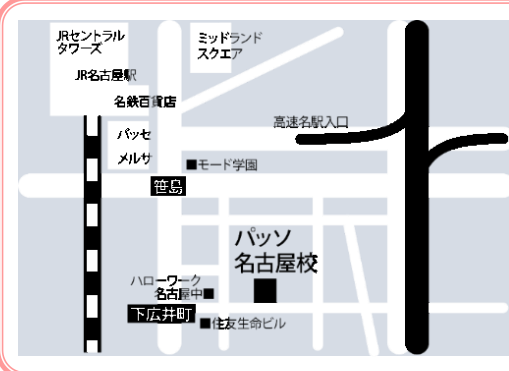 JRセントラル
タワーズ
ミッドランド
スクエア
JR名古屋駅
名鉄百貨店
高速名駅入口
パッセ
メルサ
■モード学園
笹島
パッソ
名古屋校
ハローワーク
名古屋中■
下広井町
■住友生命ビル